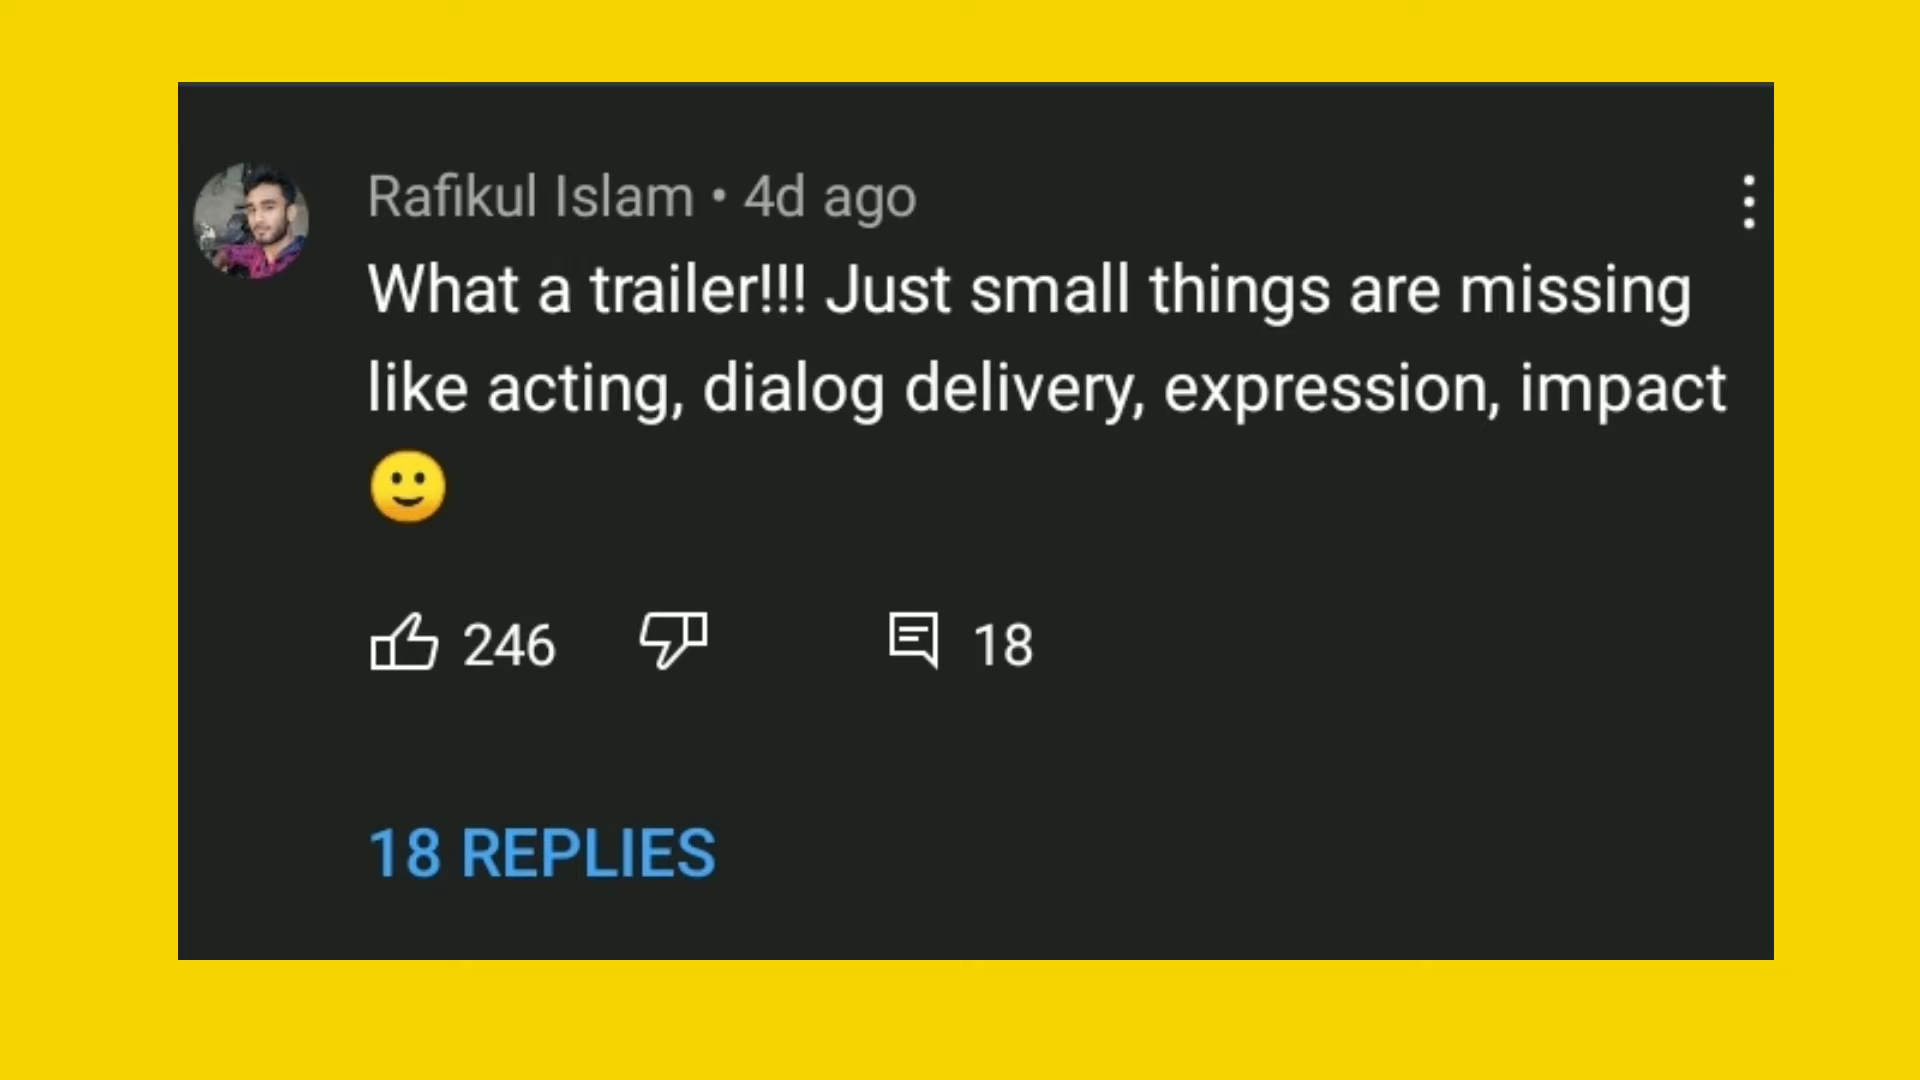 Rafikul Islam • 4d ago
What a trailer!!! Just small things are missing
like acting, dialog delivery, expression, impact
🙂
246 18
18 REPLIES